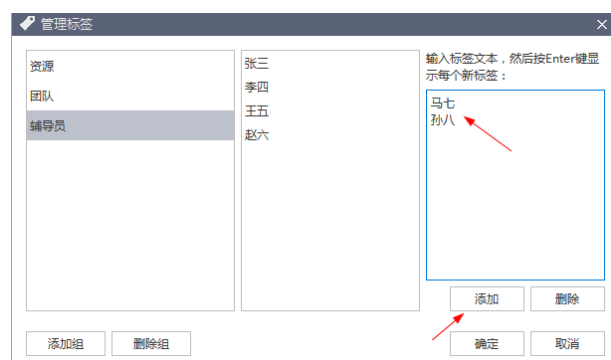 管理标签
资源
团队
辅导员
张三
李四
王五
赵六
输入标签文本，然后按Enter键显
示每个新标签：
马七
孙八
添加 删除
添加组 删除组 确定 取消